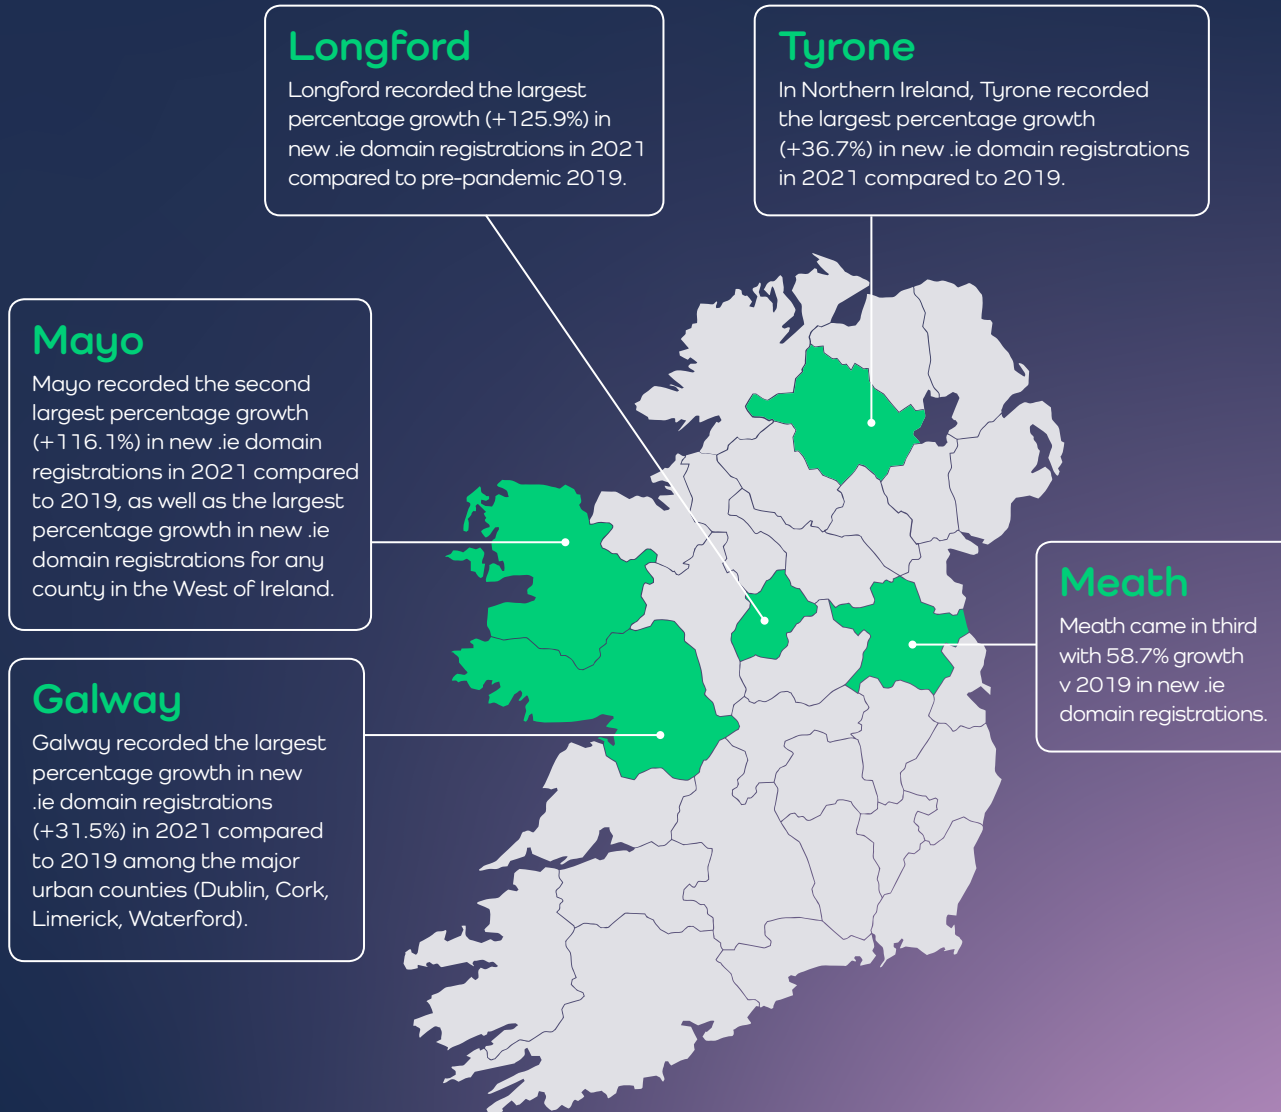 Longford
Longford recorded the largest
percentage growth (+125.9%) in
new .ie domain registrations in 2021
compared to pre-pandemic 2019.
Tyrone
In Northern Ireland, Tyrone recorded
the largest percentage growth
(+36.7%) in new .ie domain registrations
in 2021 compared to 2019.
Mayo
Mayo recorded the second
largest percentage growth
(+116.1%) in new .ie domain
registrations in 2021 compared
to 2019, as well as the largest
percentage growth in new .ie
domain registrations for any
county in the West of Ireland.
Meath
Meath came in third
with 58.7% growth
v 2019 in new .ie
domain registrations.
Galway
Galway recorded the largest
percentage growth in new
.ie domain registrations
(+31.5%) in 2021 compared
to 2019 among the major
urban counties (Dublin, Cork,
Limerick, Waterford).